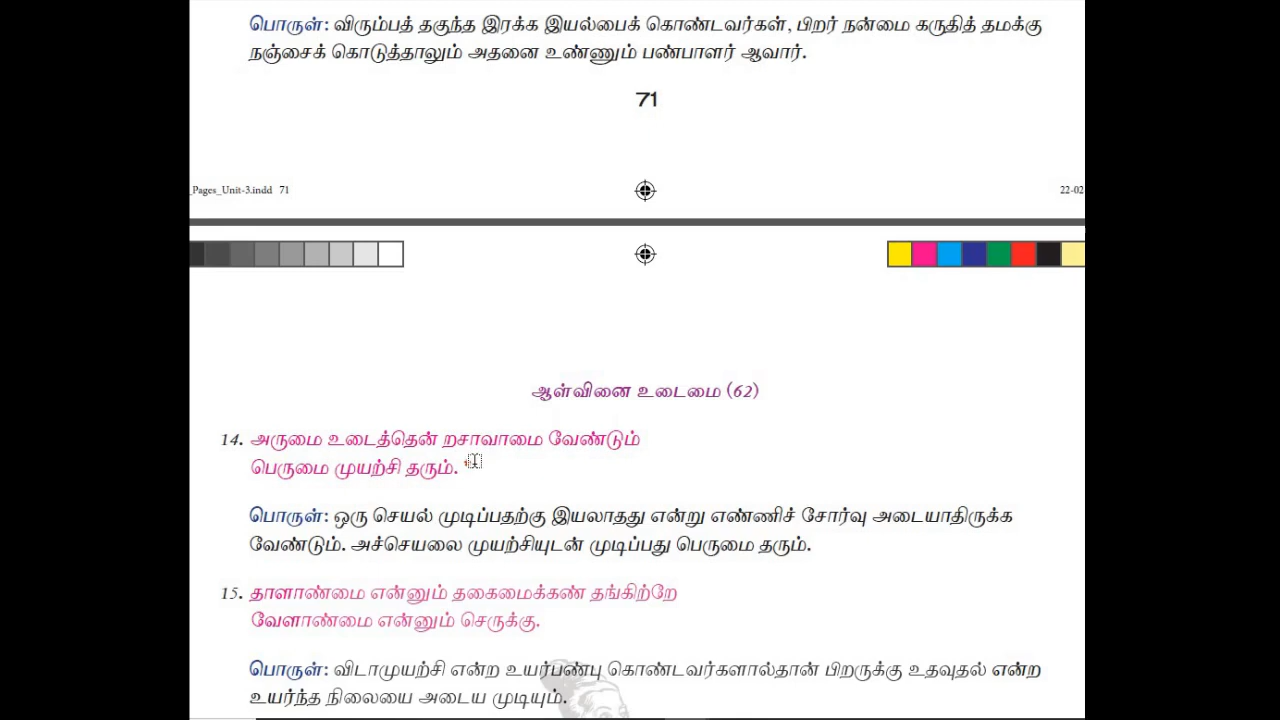 பொருள்: விரும்பத் தகுந்த இரக்க இயல்பைக் கொண்டவர்கள், பிறர் நன்மை கருதித் தமக்கு
நஞ்சைக் கொடுத்தாலும் அதனை உண்ணும் பண்பாளர் ஆவார்.
71
_Pages_Unit-3.indd 71
22-02
ஆள்வினை உடைமை (62)
14. அருமை உடைத்தென் றசாவாமை வேண்டும்
பெருமை முயற்சி தரும்.
பொருள்: ஒரு செயல் முடிப்பதற்கு இயலாதது என்று எண்ணிச் சோர்வு அடையாதிருக்க
வேண்டும். அச்செயலை முயற்சியுடன் முடிப்பது பெருமை தரும்.
15. தாளாண்மை என்னும் தகைமைக்கண் தங்கிற்றே
வேளாண்மை என்னும் செருக்கு.
பொருள்: விடாமுயற்சி என்ற உயர்பண்பு கொண்டவர்களால்தான் பிறருக்கு உதவுதல் என்ற
உயர்ந்த நிலையை அடைய முடியும்.